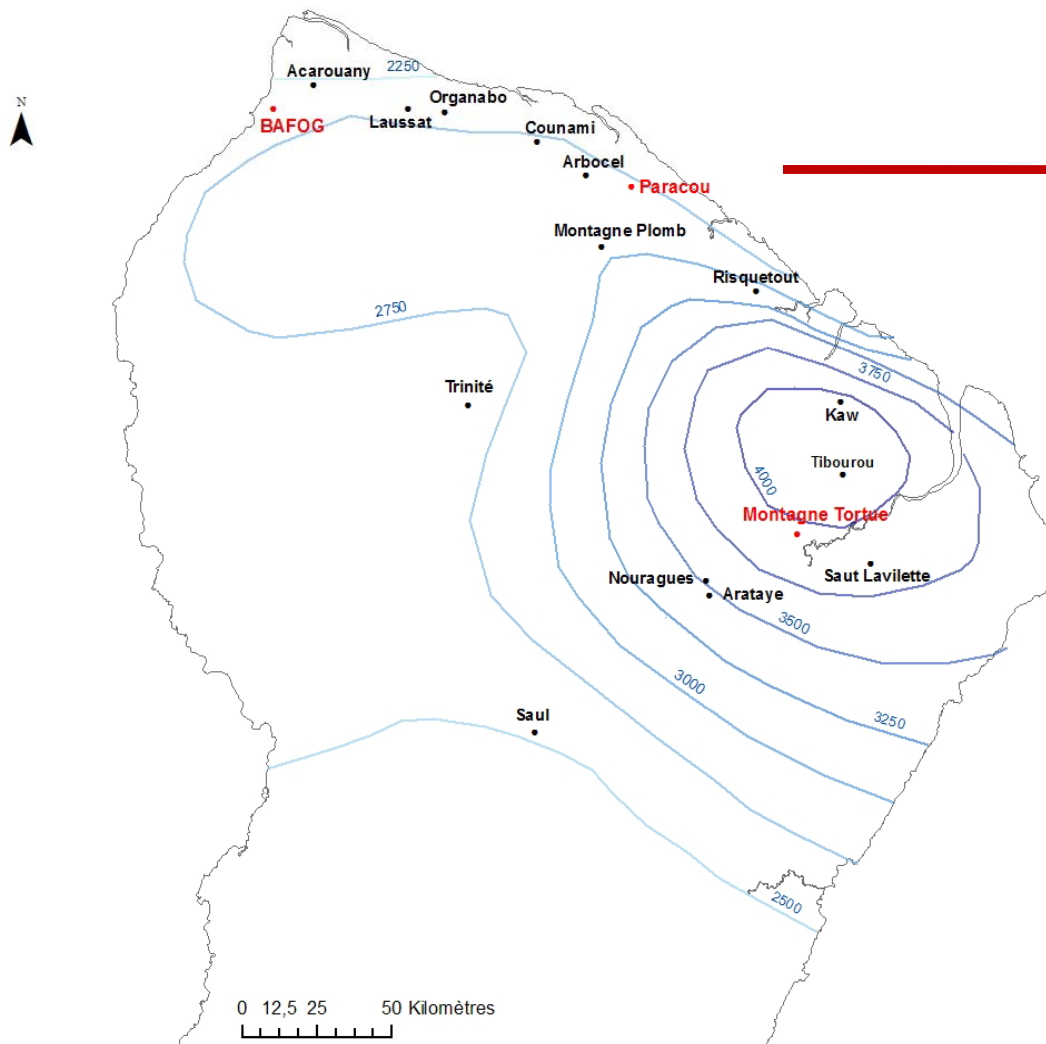 2250
Acarouany
N
Organabo
BAFOG
Laussat
Counami
Arbocel
Paracou
Montagne Plomb
Risquetout
2750
3750
Trinité
Kaw
Tibourou
4000
Montagne Tortue
Nouragues
Saut Lavilette
Arataye
3500
3000
Saul
3250
2500
0 12,5 25 50 Kilomètres